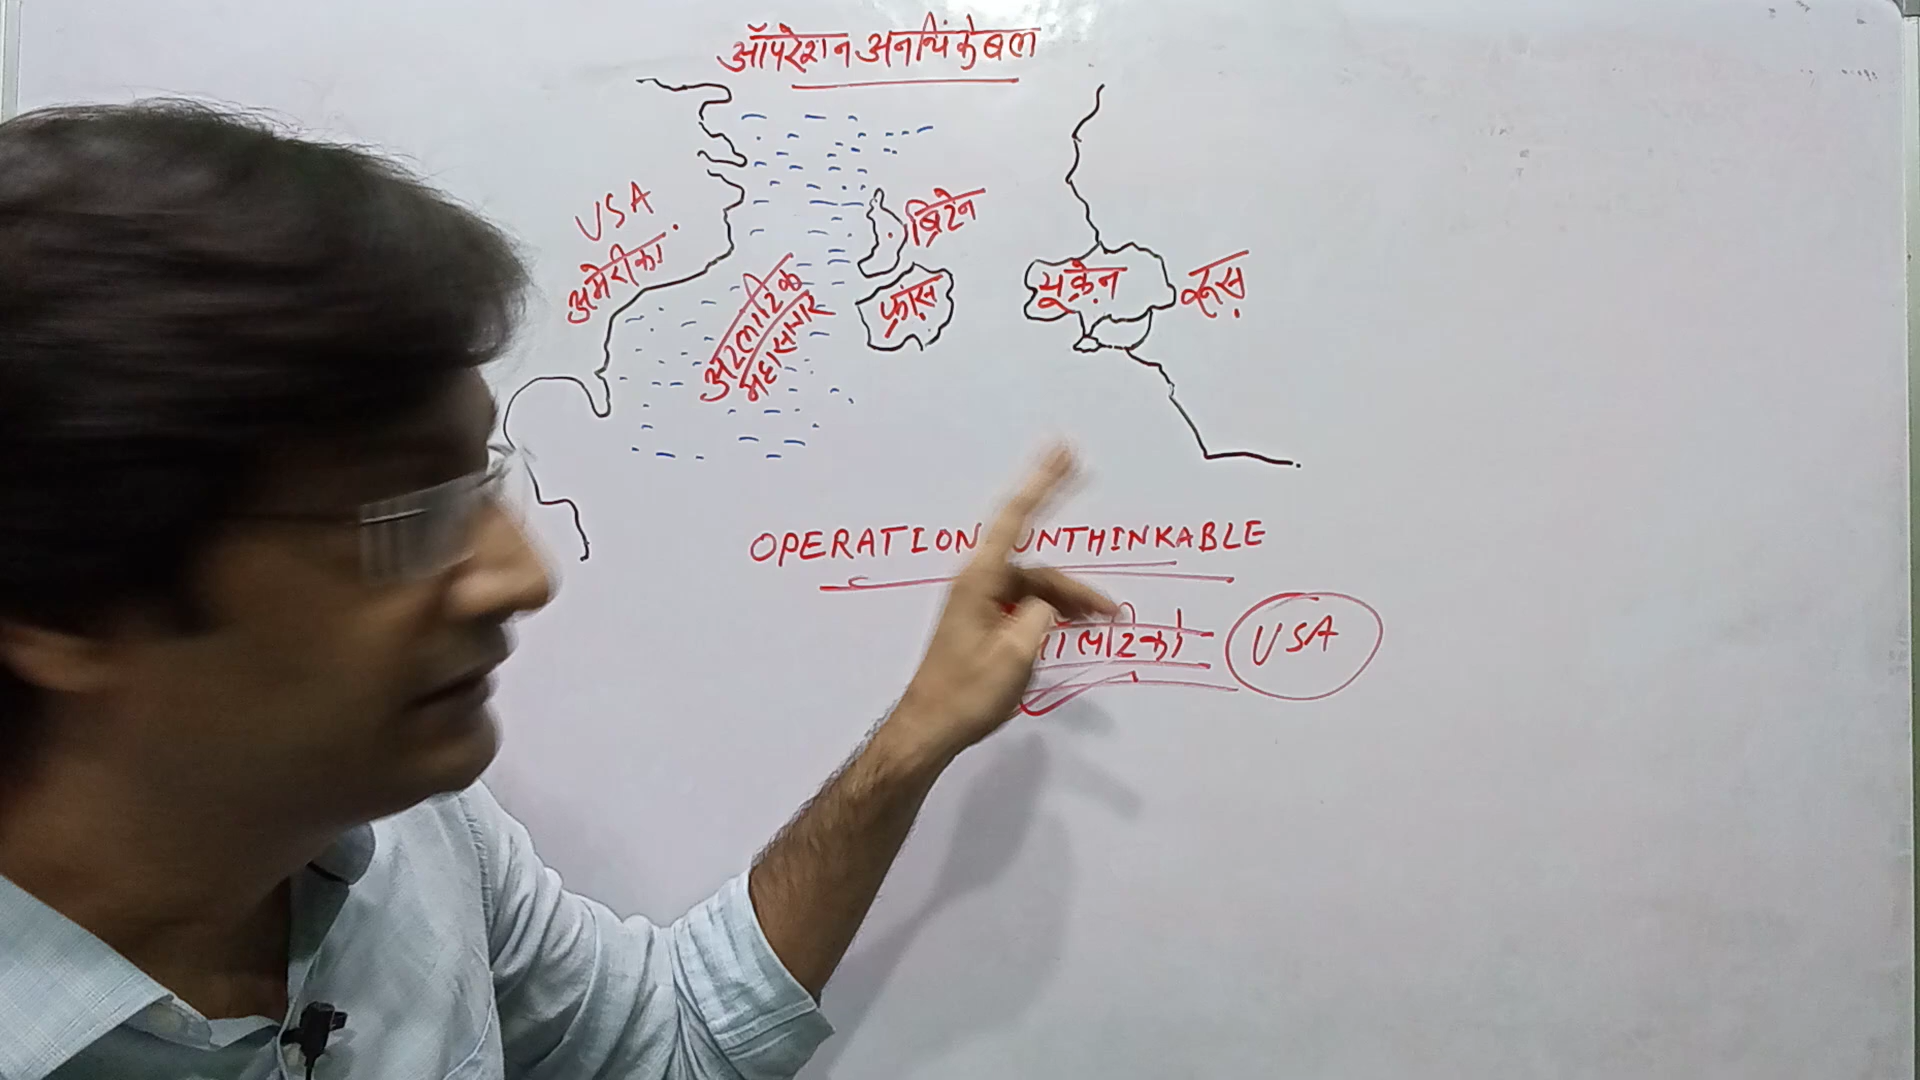 ऑपरेशन अनथिंकेबल
USA
अमेरीका
अटलांटिक
महासागर
ब्रिटेन
फ्रांस
यूक्रेन
रूस
OPERATION UNTHINKABLE
USA